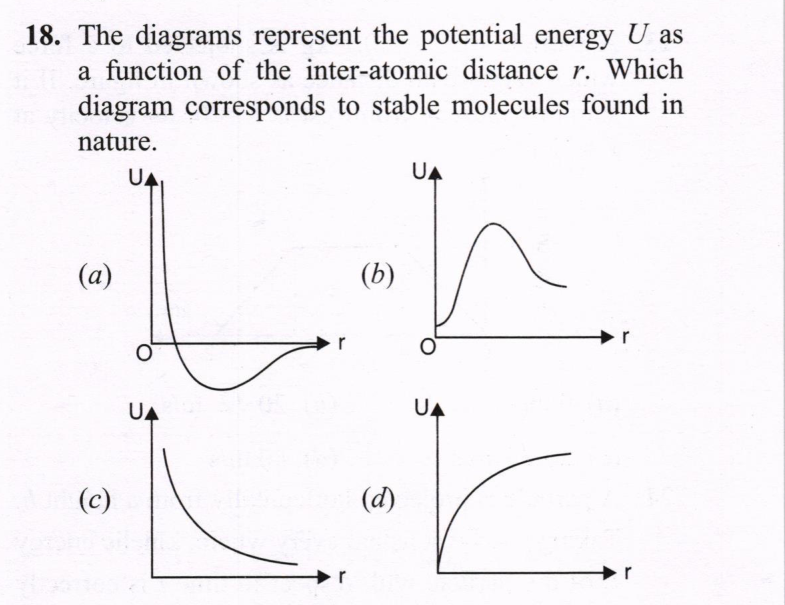 18. The diagrams represent the potential energy U as
a function of the inter-atomic distance r. Which
diagram corresponds to stable molecules found in
nature.
(a) U O r
(b) U O r
(c) U r
(d) U r